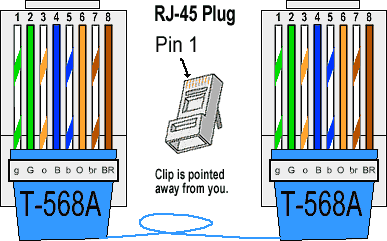 1 2 3 4 5 6 7 8
RJ-45 Plug
Pin 1
Clip is pointed
away from you.
g G o B b O br BR
T-568A
1 2 3 4 5 6 7 8
g G o B b O br BR
T-568A